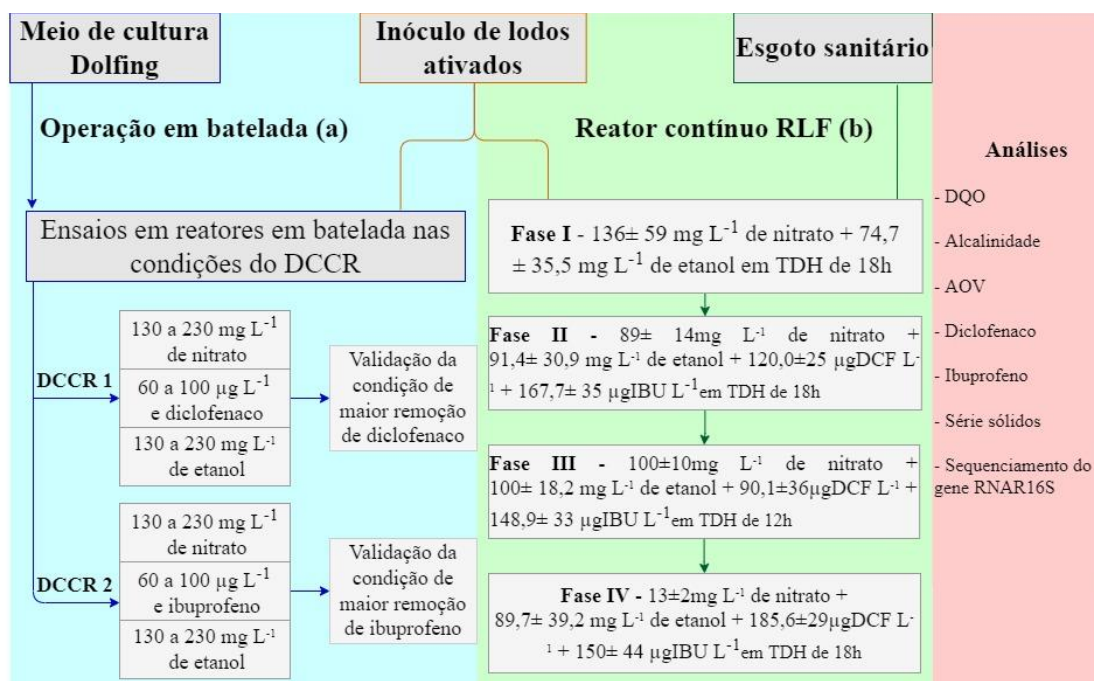 Meio de cultura
Dolfing
Inóculo de lodos
ativados
Esgoto sanitário
Operação em batelada (a)
Reator contínuo RLF (b)
Ensaios em reatores em batelada nas
condições do DCCR
DCCR 1
130 a 230 mg L⁻¹
de nitrato
60 a 100 µg L⁻¹
e diclofenaco
130 a 230 mg L⁻¹
de etanol
Validação da
condição de
maior remoção
de diclofenaco
DCCR 2
130 a 230 mg L⁻¹
de nitrato
60 a 100 µg L⁻¹
e ibuprofeno
130 a 230 mg L⁻¹
de etanol
Validação da
condição de
maior remoção
de ibuprofeno
Fase I - 136± 59 mg L⁻¹ de nitrato + 74,7
± 35,5 mg L⁻¹ de etanol em TDH de 18h
Fase II - 89± 14mg L⁻¹ de nitrato +
91,4± 30,9 mg L⁻¹ de etanol + 120,0±25 µgDCF L⁻
¹ + 167,7± 35 µgIBU L⁻¹em TDH de 18h
Fase III - 100±10mg L⁻¹ de nitrato +
100± 18,2 mg L⁻¹ de etanol + 90,1±36µgDCF L⁻¹ +
148,9± 33 µgIBU L⁻¹em TDH de 12h
Fase IV - 13±2mg L⁻¹ de nitrato +
89,7± 39,2 mg L⁻¹ de etanol + 185,6±29µgDCF L⁻
¹ + 150± 44 µgIBU L⁻¹em TDH de 18h
Análises
- DQO
- Alcalinidade
- AOV
- Diclofenaco
- Ibuprofeno
- Série sólidos
- Sequenciamento do
gene RNAR16S